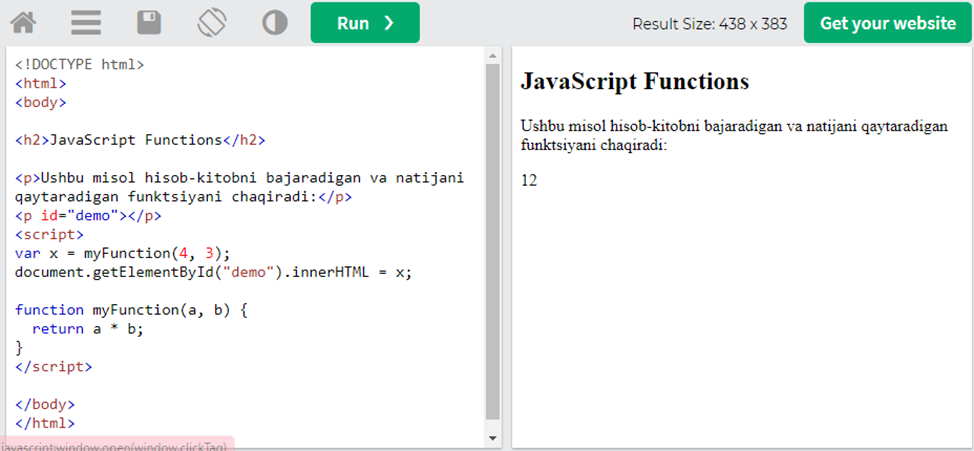 Run ❯
Result Size: 438 x 383
Get your website
<!DOCTYPE html>
<html>
<body>
<h2>JavaScript Functions</h2>
<p>Ushbu misol hisob-kitobni bajaradigan va natijani
qaytaradigan funktsiyani chaqiradi:</p>
<p id="demo"></p>
<script>
var x = myFunction(4, 3);
document.getElementById("demo").innerHTML = x;
function myFunction(a, b) {
  return a * b;
}
</script>
</body>
</html>
javascript:window.open(window.clickTag)
JavaScript Functions
Ushbu misol hisob-kitobni bajaradigan va natijani qaytaradigan
funktsiyani chaqiradi:
12